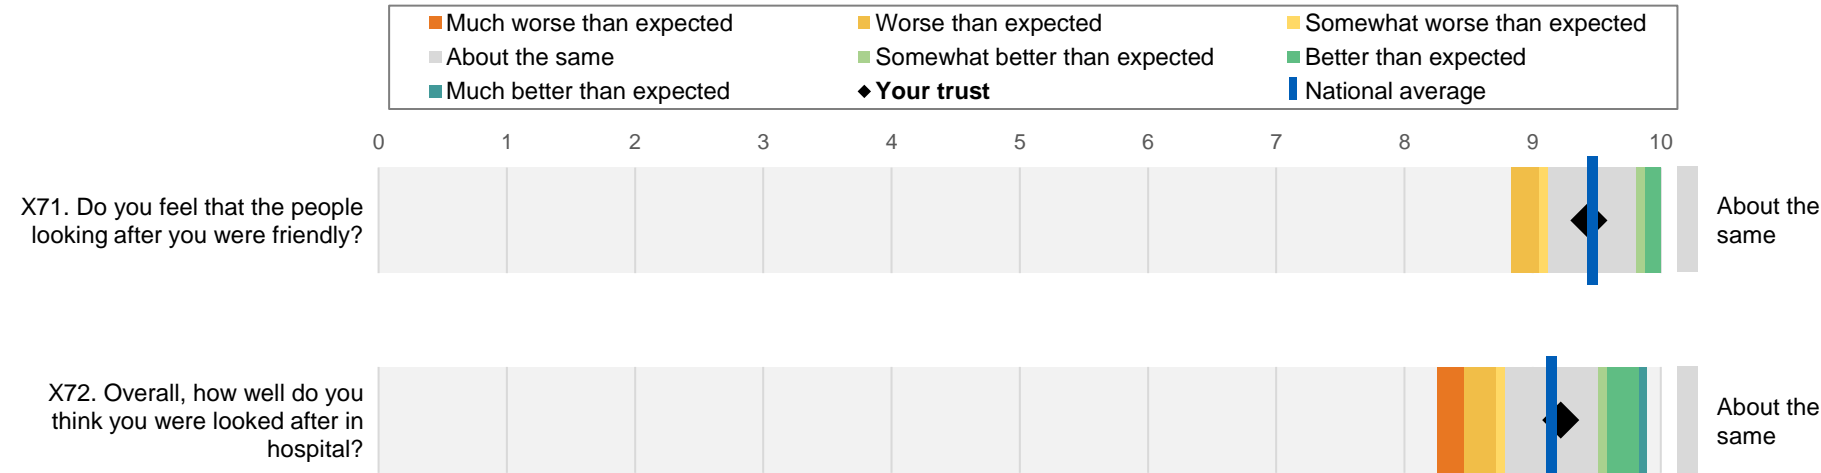 Much worse than expected Worse than expected Somewhat worse than expected
About the same Somewhat better than expected Better than expected
Much better than expected Your trust National average
0 1 2 3 4 5 6 7 8 9 10
X71. Do you feel that the people
looking after you were friendly?
About the
same
X72. Overall, how well do you
think you were looked after in
hospital?
About the
same